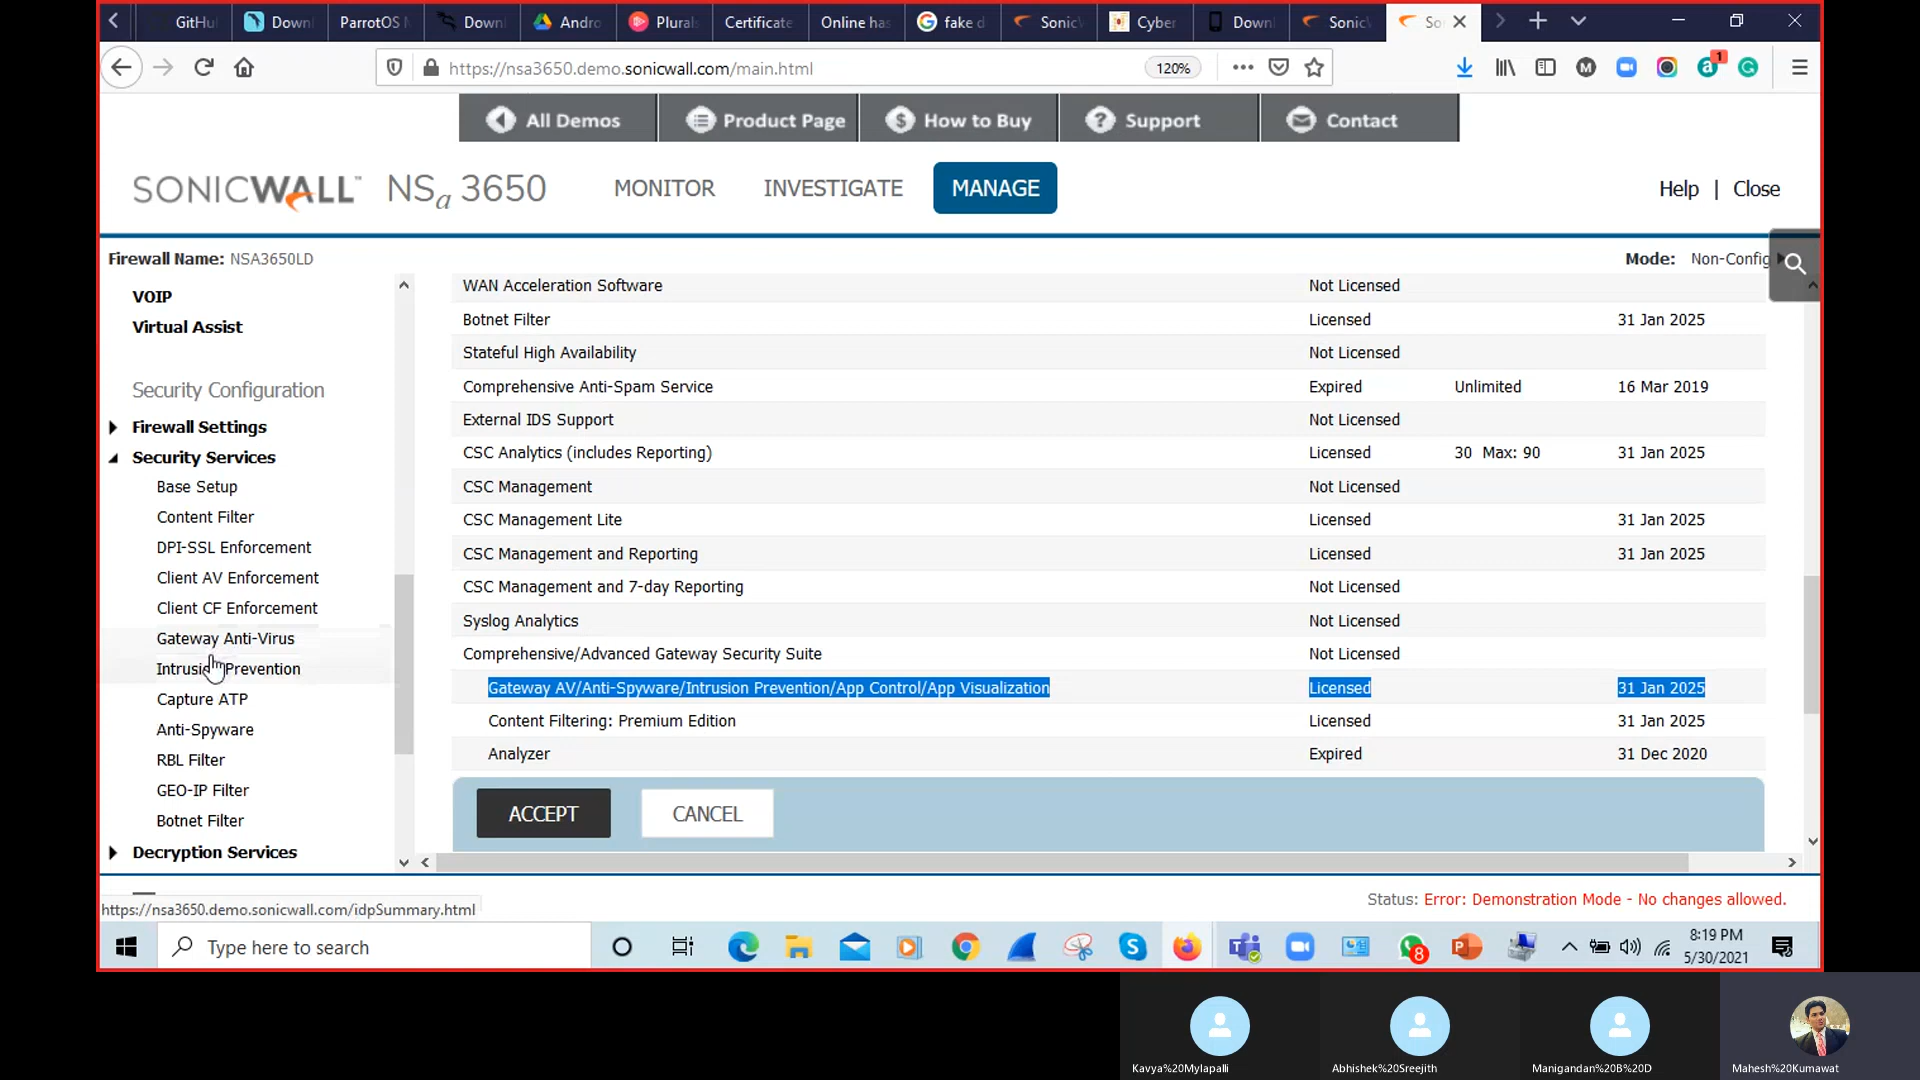 GitHu
Down
ParrotOS
Down
Andro
Plurals
Certificate
Online has
fake d
Sonic
Cyber
Down
Sonic
So
https://nsa3650.demo.sonicwall.com/main.html
120%
1
All Demos
Product Page
How to Buy
Support
Contact
SONICWALL NSa 3650
MONITOR
INVESTIGATE
MANAGE
Help | Close
Firewall Name: NSA3650LD
Mode: Non-Config
VOIP
Virtual Assist
Security Configuration
Firewall Settings
Security Services
Base Setup
Content Filter
DPI-SSL Enforcement
Client AV Enforcement
Client CF Enforcement
Gateway Anti-Virus
Intrusion Prevention
Capture ATP
Anti-Spyware
RBL Filter
GEO-IP Filter
Botnet Filter
Decryption Services
WAN Acceleration Software Not Licensed
Botnet Filter Licensed 31 Jan 2025
Stateful High Availability Not Licensed
Comprehensive Anti-Spam Service Expired Unlimited 16 Mar 2019
External IDS Support Not Licensed
CSC Analytics (includes Reporting) Licensed 30 Max: 90 31 Jan 2025
CSC Management Not Licensed
CSC Management Lite Licensed 31 Jan 2025
CSC Management and Reporting Licensed 31 Jan 2025
CSC Management and 7-day Reporting Not Licensed
Syslog Analytics Not Licensed
Comprehensive/Advanced Gateway Security Suite Not Licensed
Gateway AV/Anti-Spyware/Intrusion Prevention/App Control/App Visualization Licensed 31 Jan 2025
Content Filtering: Premium Edition Licensed 31 Jan 2025
Analyzer Expired 31 Dec 2020
ACCEPT
CANCEL
Status: Error: Demonstration Mode - No changes allowed.
https://nsa3650.demo.sonicwall.com/idpSummary.html
Type here to search
8
8:19 PM
5/30/2021
Kavya%20Mylapalli
Abhishek%20Sreejith
Manigandan%20B%20D
Mahesh%20Kumawat